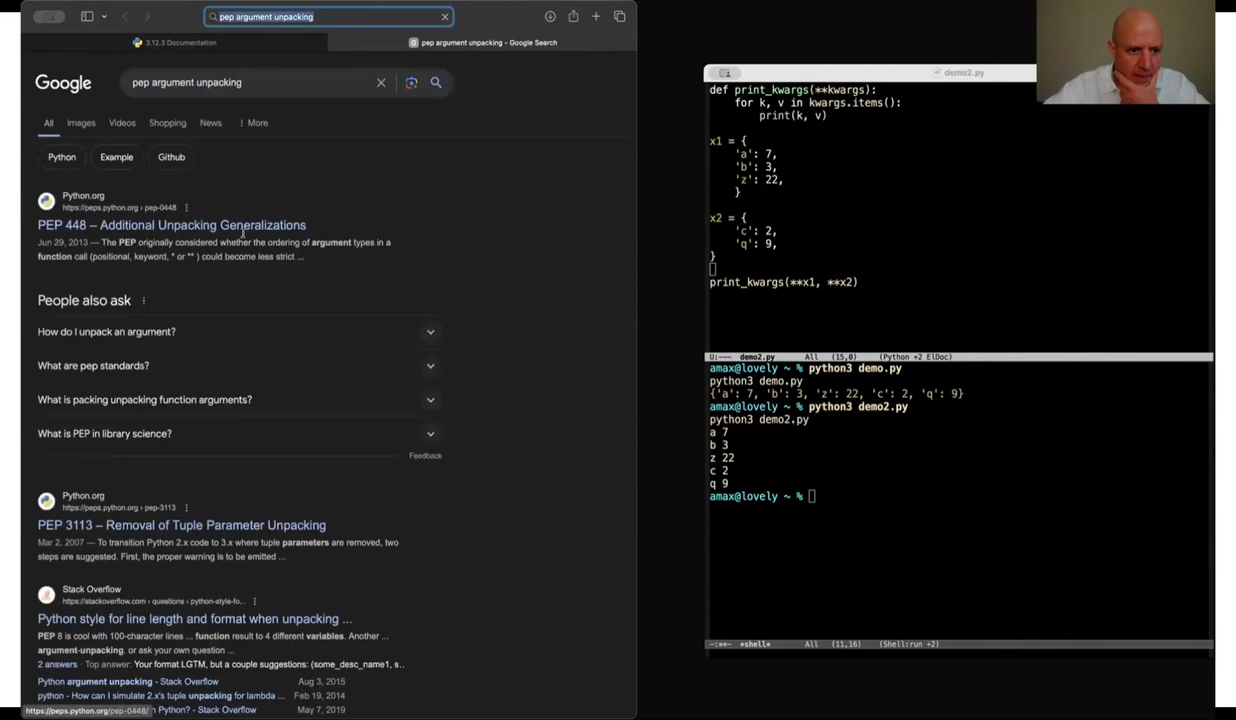 pep argument unpacking
3.12.3 Documentation
G pep argument unpacking - Google Search
Google
pep argument unpacking
All
Images
Videos
Shopping
News
More
Python
Example
Github
Python.org
https://peps.python.org › pep-0448
PEP 448 – Additional Unpacking Generalizations
Jun 29, 2013 — The PEP originally considered whether the ordering of argument types in a
function call (positional, keyword, * or ** ) could become less strict ...
People also ask
How do I unpack an argument?
What are pep standards?
What is packing unpacking function arguments?
What is PEP in library science?
Feedback
Python.org
https://peps.python.org › pep-3113
PEP 3113 – Removal of Tuple Parameter Unpacking
Mar 2, 2007 — To transition Python 2.x code to 3.x where tuple parameters are removed, two
steps are suggested. First, the proper warning is to be emitted ...
Stack Overflow
https://stackoverflow.com › questions › python-style-fo...
Python style for line length and format when unpacking ...
PEP 8 is cool with 100-character lines ... function result to 4 different variables. Another ...
argument-unpacking. or ask your own question ...
2 answers · Top answer: Your format LGTM, but a couple suggestions: (some_desc_name1, s..
Python argument unpacking - Stack Overflow
Aug 3, 2015
python - How can I simulate 2.x's tuple unpacking for lambda ...
Feb 19, 2014
https://peps.python.org/pep-0448/
n Python? - Stack Overflow
May 7, 2019
demo2.py
def print_kwargs(**kwargs):
    for k, v in kwargs.items():
        print(k, v)
x1 = {
    'a': 7,
    'b': 3,
    'z': 22,
    }
x2 = {
    'c': 2,
    'q': 9,
}
print_kwargs(**x1, **x2)
U:--- demo2.py All (15,0) (Python +2 ElDoc)
amax@lovely ~ % python3 demo.py
python3 demo.py
{'a': 7, 'b': 3, 'z': 22, 'c': 2, 'q': 9}
amax@lovely ~ % python3 demo2.py
python3 demo2.py
a 7
b 3
z 22
c 2
q 9
amax@lovely ~ %
-:**- *shell* All (11,16) (Shell:run +2)